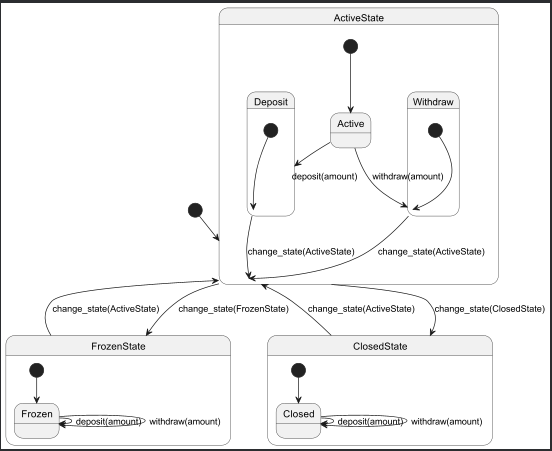 ActiveState
Deposit
Withdraw
Active
deposit(amount)
withdraw(amount)
change_state(ActiveState)
change_state(ActiveState)
change_state(ActiveState)
change_state(FrozenState)
change_state(ActiveState)
change_state(ClosedState)
FrozenState
ClosedState
Frozen
deposit(amount)
withdraw(amount)
Closed
deposit(amount)
withdraw(amount)